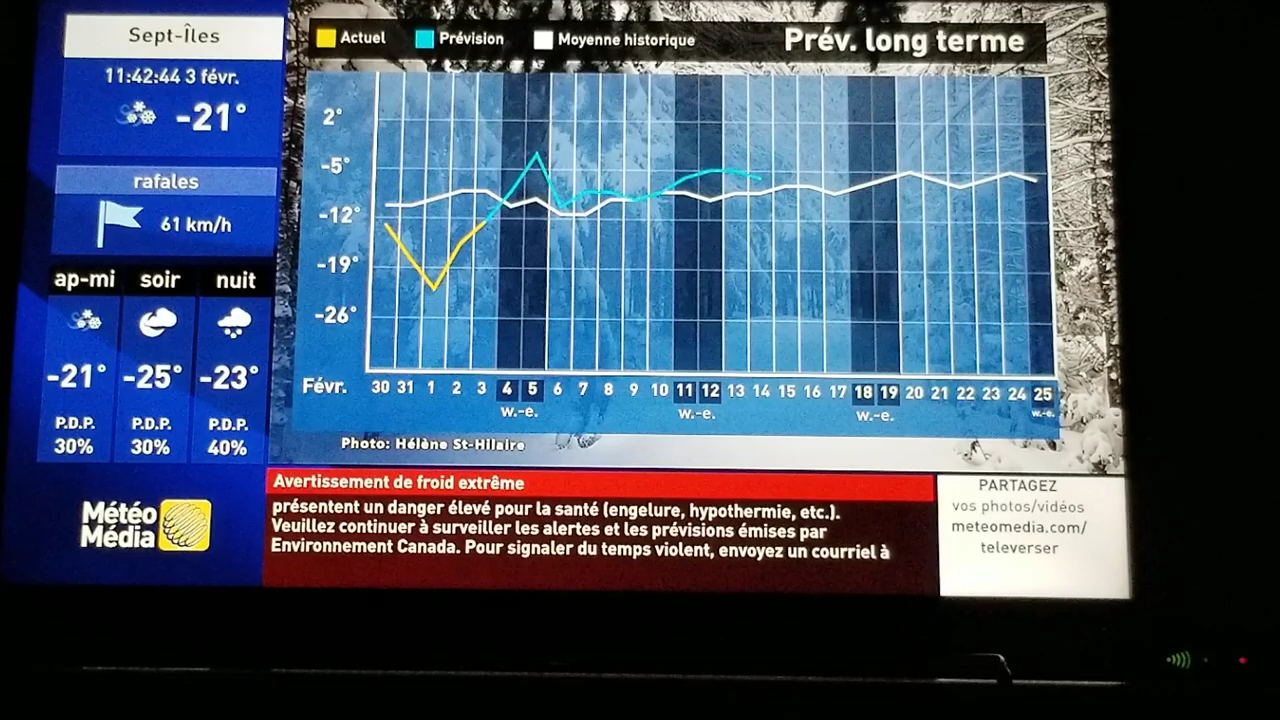 Sept-Îles
11:42:44 3 févr.
-21°
rafales
61 km/h
ap-mi soir nuit
-21° -25° -23°
P.D.P. P.D.P. P.D.P.
30% 30% 40%
Météo
Média
Actuel Prévision Moyenne historique Prév. long terme
2°
-5°
-12°
-19°
-26°
Févr. 30 31 1 2 3 4 5 6 7 8 9 10 11 12 13 14 15 16 17 18 19 20 21 22 23 24 25
w.-e. w.-e. w.-e. w.-e.
Photo: Hélène St-Hilaire
Avertissement de froid extrême
présentent un danger élevé pour la santé (engelure, hypothermie, etc.).
Veuillez continuer à surveiller les alertes et les prévisions émises par
Environnement Canada. Pour signaler du temps violent, envoyez un courriel à
PARTAGEZ
vos photos/vidéos
meteomedia.com/
televerser